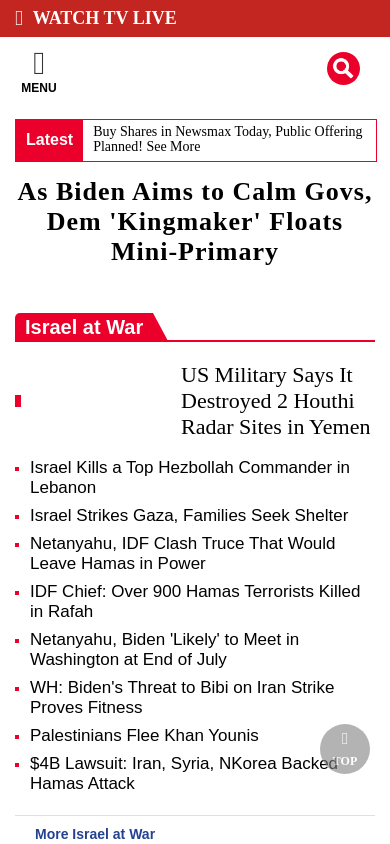 WATCH TV LIVE
MENU
Latest
Buy Shares in Newsmax Today, Public Offering
Planned! See More
As Biden Aims to Calm Govs,
Dem 'Kingmaker' Floats
Mini-Primary
Israel at War
US Military Says It
Destroyed 2 Houthi
Radar Sites in Yemen
Israel Kills a Top Hezbollah Commander in
Lebanon
Israel Strikes Gaza, Families Seek Shelter
Netanyahu, IDF Clash Truce That Would
Leave Hamas in Power
IDF Chief: Over 900 Hamas Terrorists Killed
in Rafah
Netanyahu, Biden 'Likely' to Meet in
Washington at End of July
WH: Biden's Threat to Bibi on Iran Strike
Proves Fitness
Palestinians Flee Khan Younis
$4B Lawsuit: Iran, Syria, NKorea Backed
Hamas Attack
TOP
More Israel at War